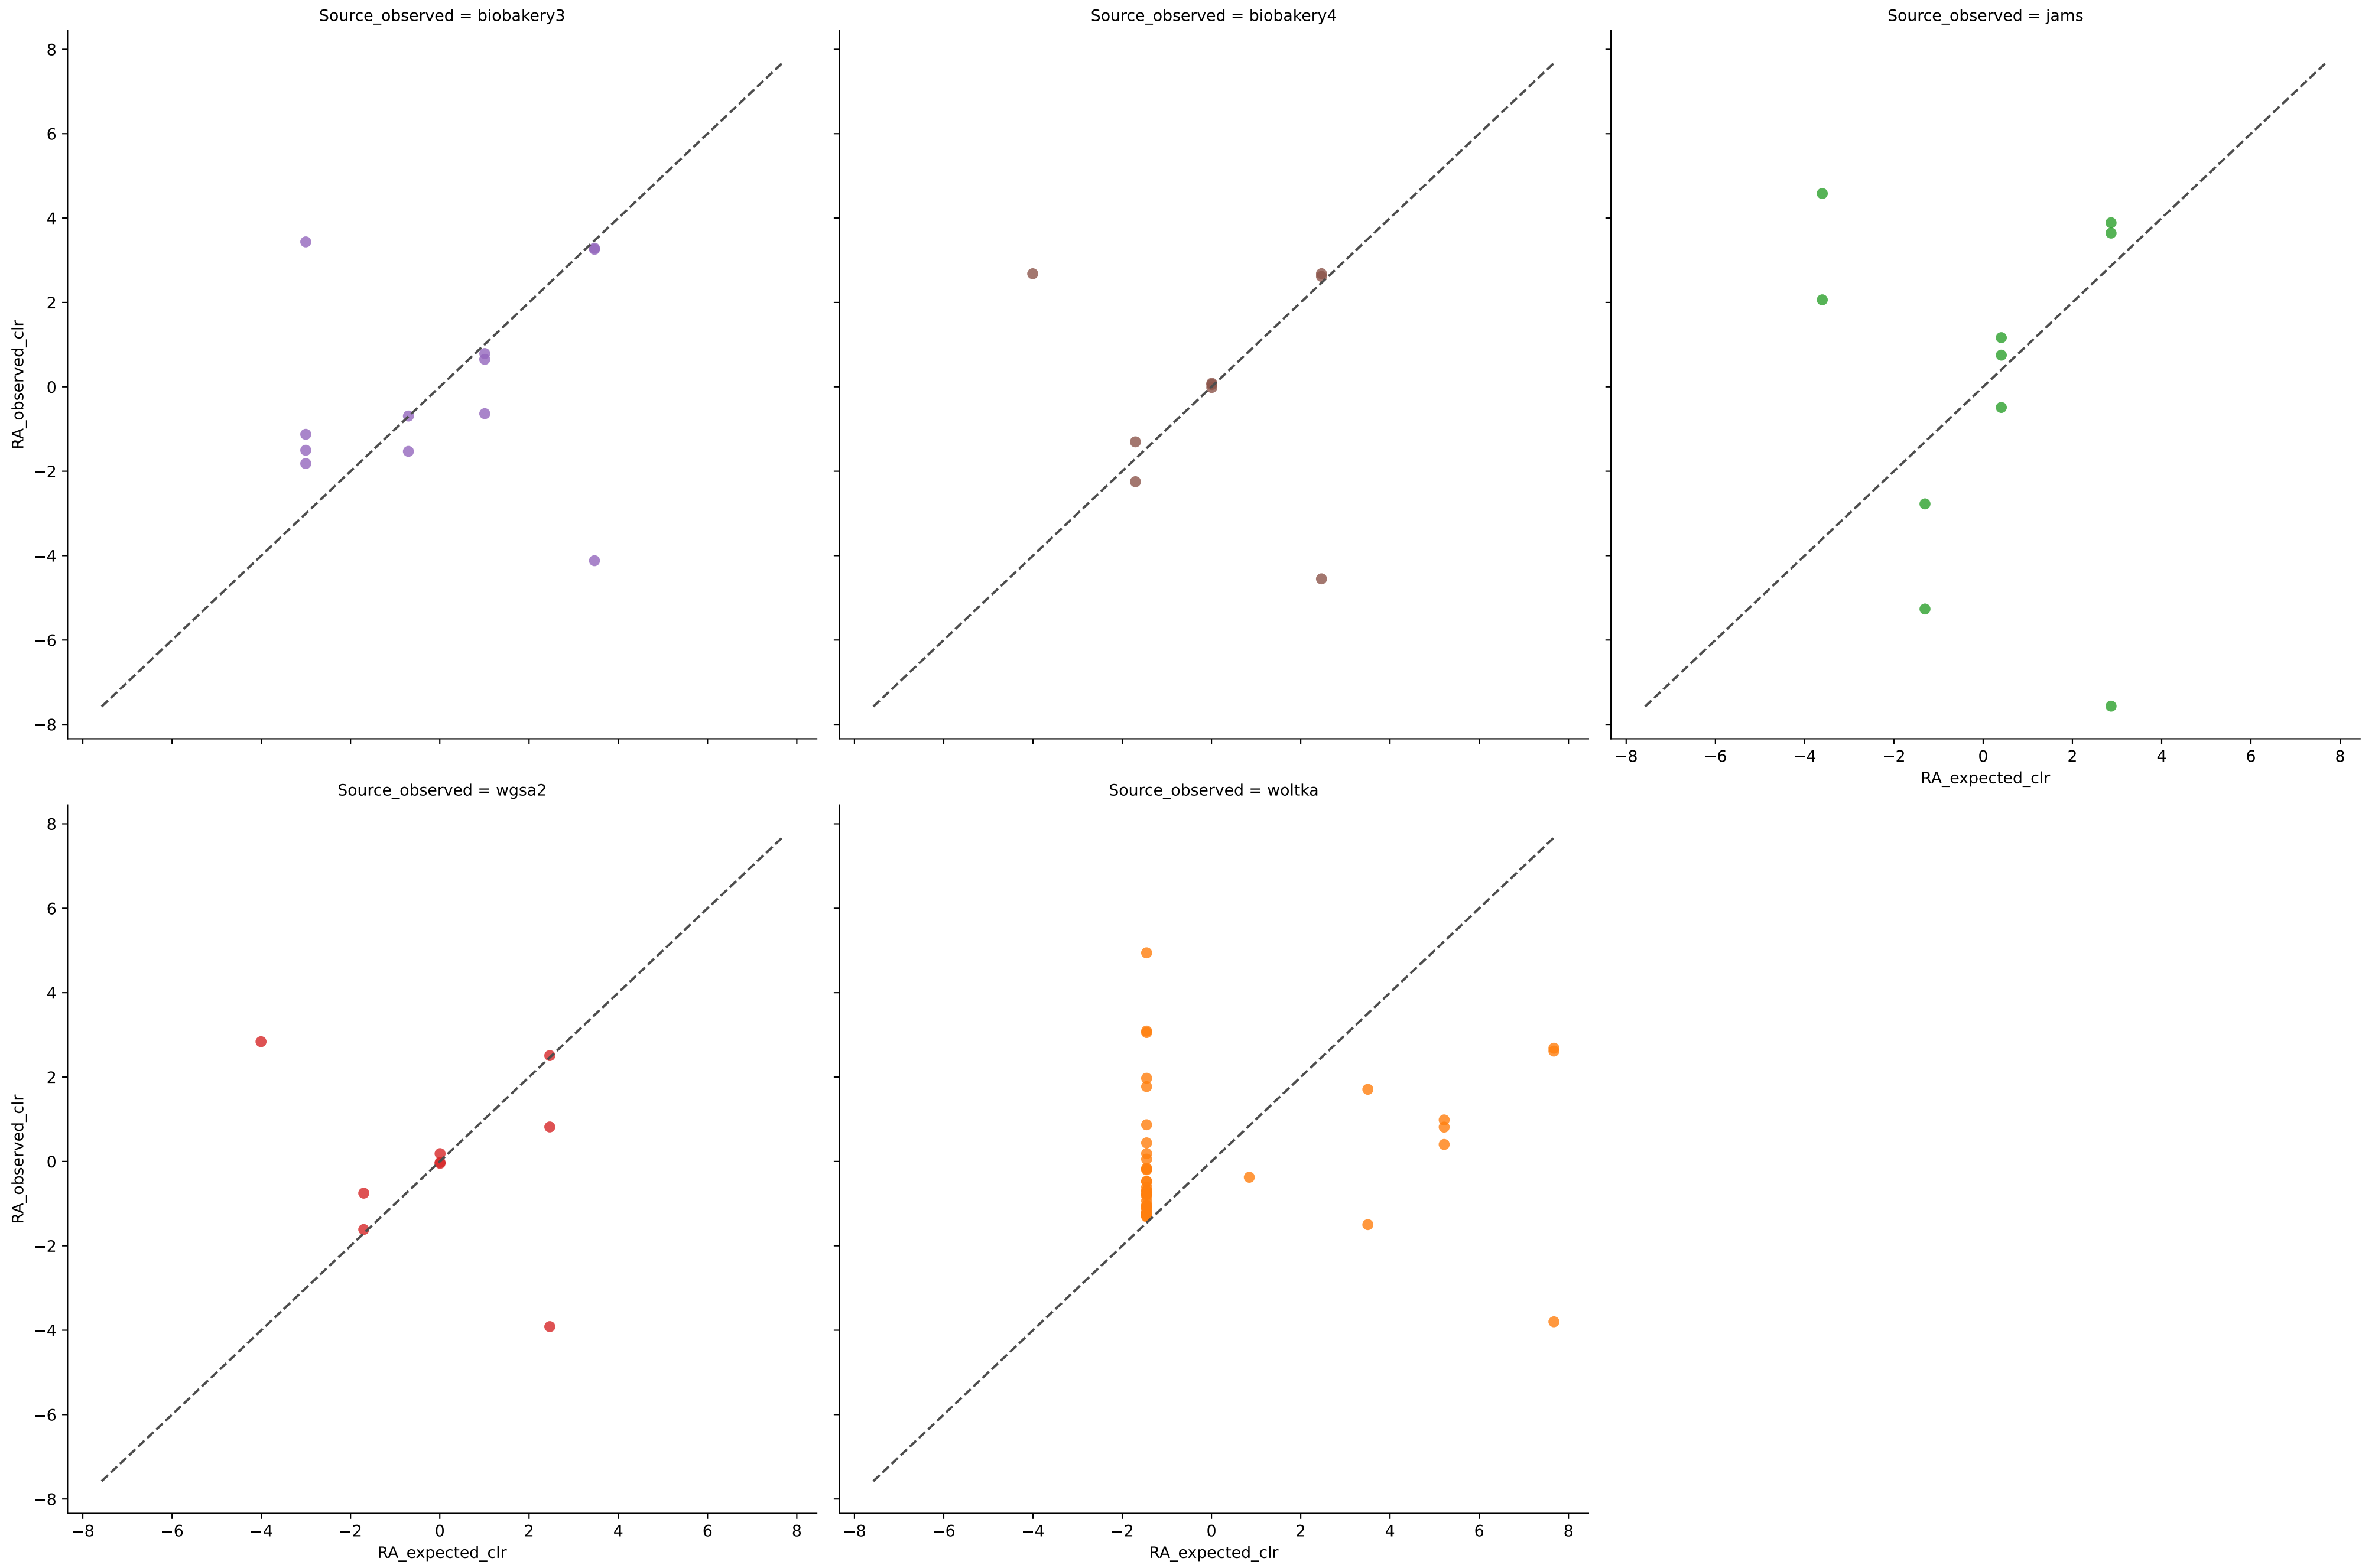 Source_observed = biobakery3
Source_observed = biobakery4
Source_observed = jams
8
6
4
2
0
−2
−4
−6
−8
RA_observed_clr
−8 −6 −4 −2 0 2 4 6 8
RA_expected_clr
Source_observed = wgsa2
Source_observed = woltka
8
6
4
2
0
−2
−4
−6
−8
RA_observed_clr
−8 −6 −4 −2 0 2 4 6 8
RA_expected_clr
−8 −6 −4 −2 0 2 4 6 8
RA_expected_clr